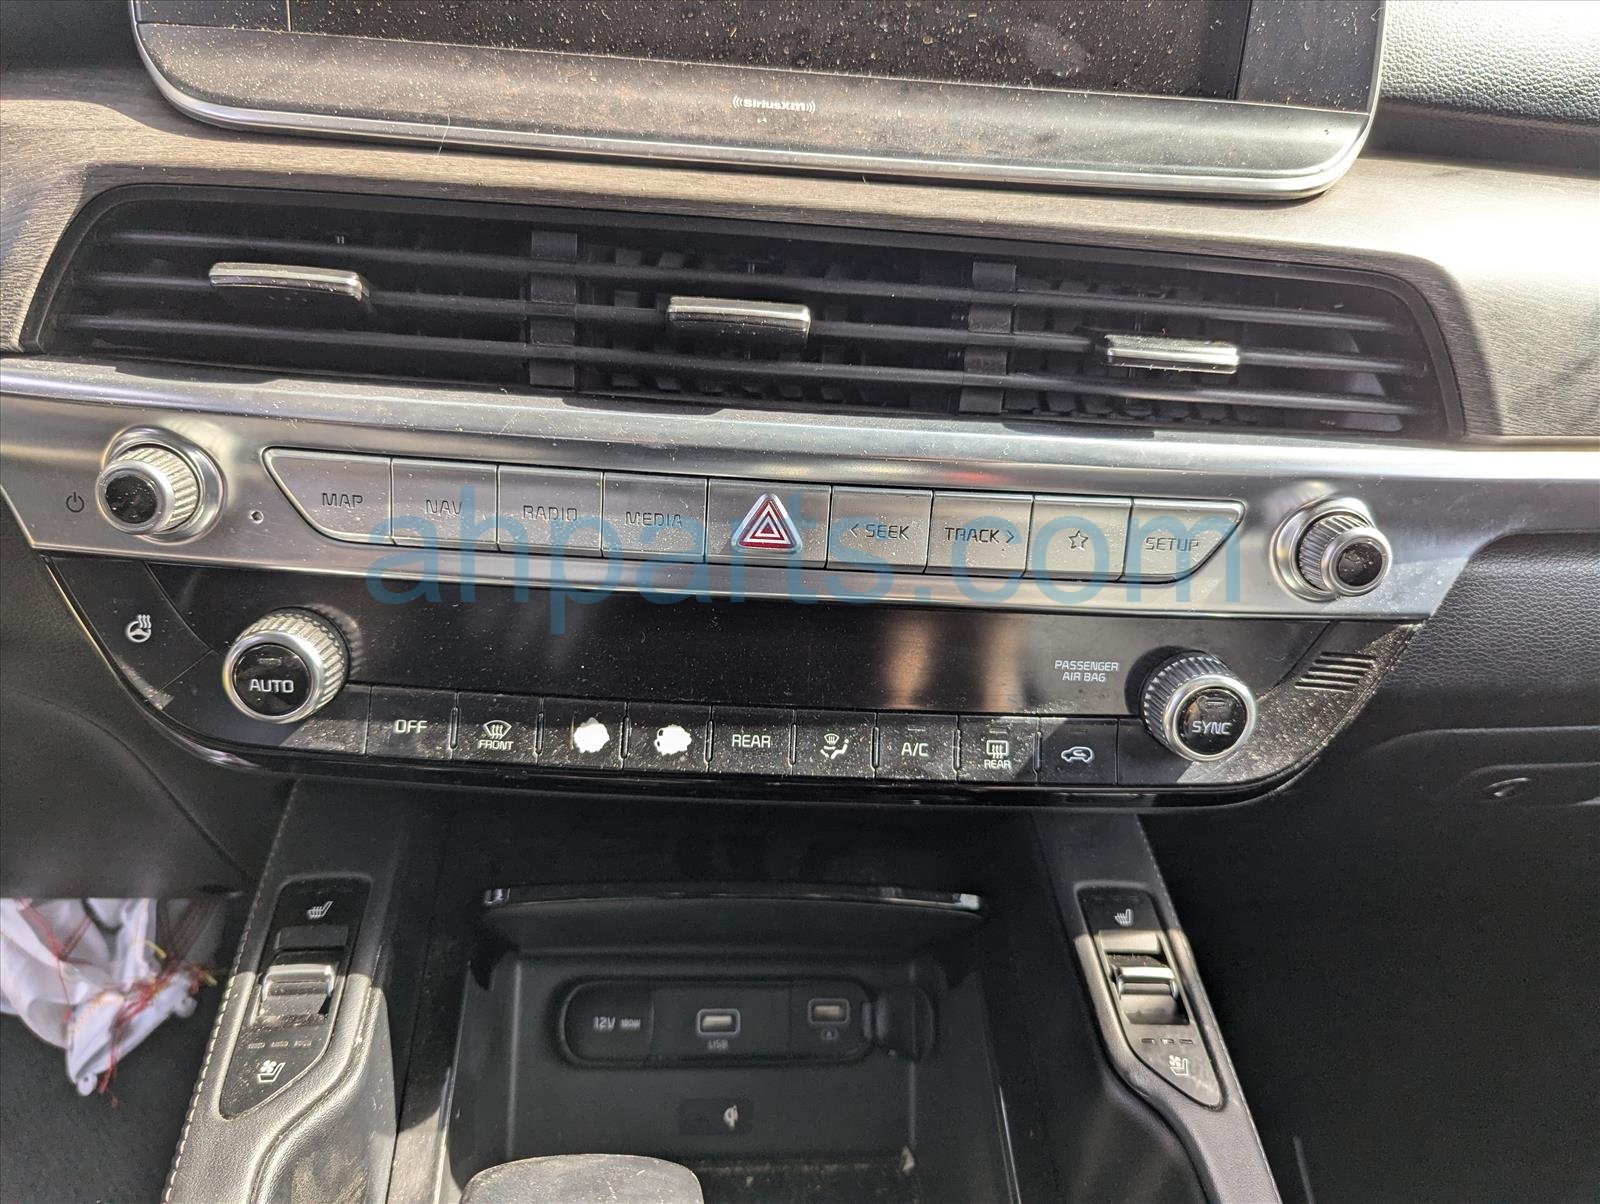 SiriusXM
MAP NAV RADIO MEDIA < SEEK TRACK > SETUP
ahparts.com
PASSENGER
AIR BAG
AUTO
SYNC
OFF FRONT REAR A/C REAR
12V 180W
USB